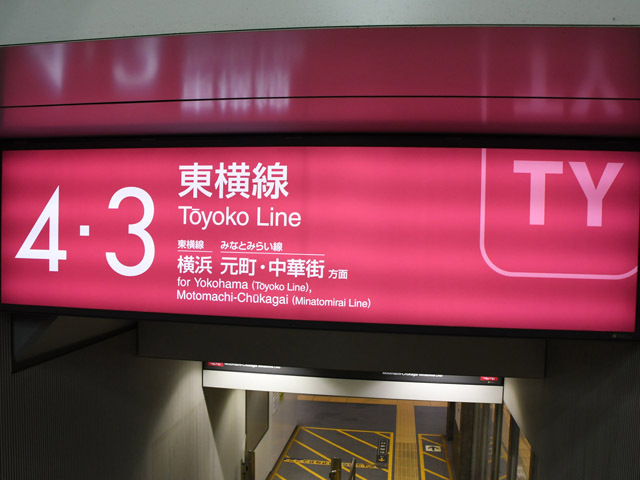 4・3
東横線
Tōyoko Line
東横線 みなとみらい線
横浜 元町・中華街 方面
for Yokohama (Tōyoko Line),
Motomachi-Chūkagai (Minatomirai Line)
TY